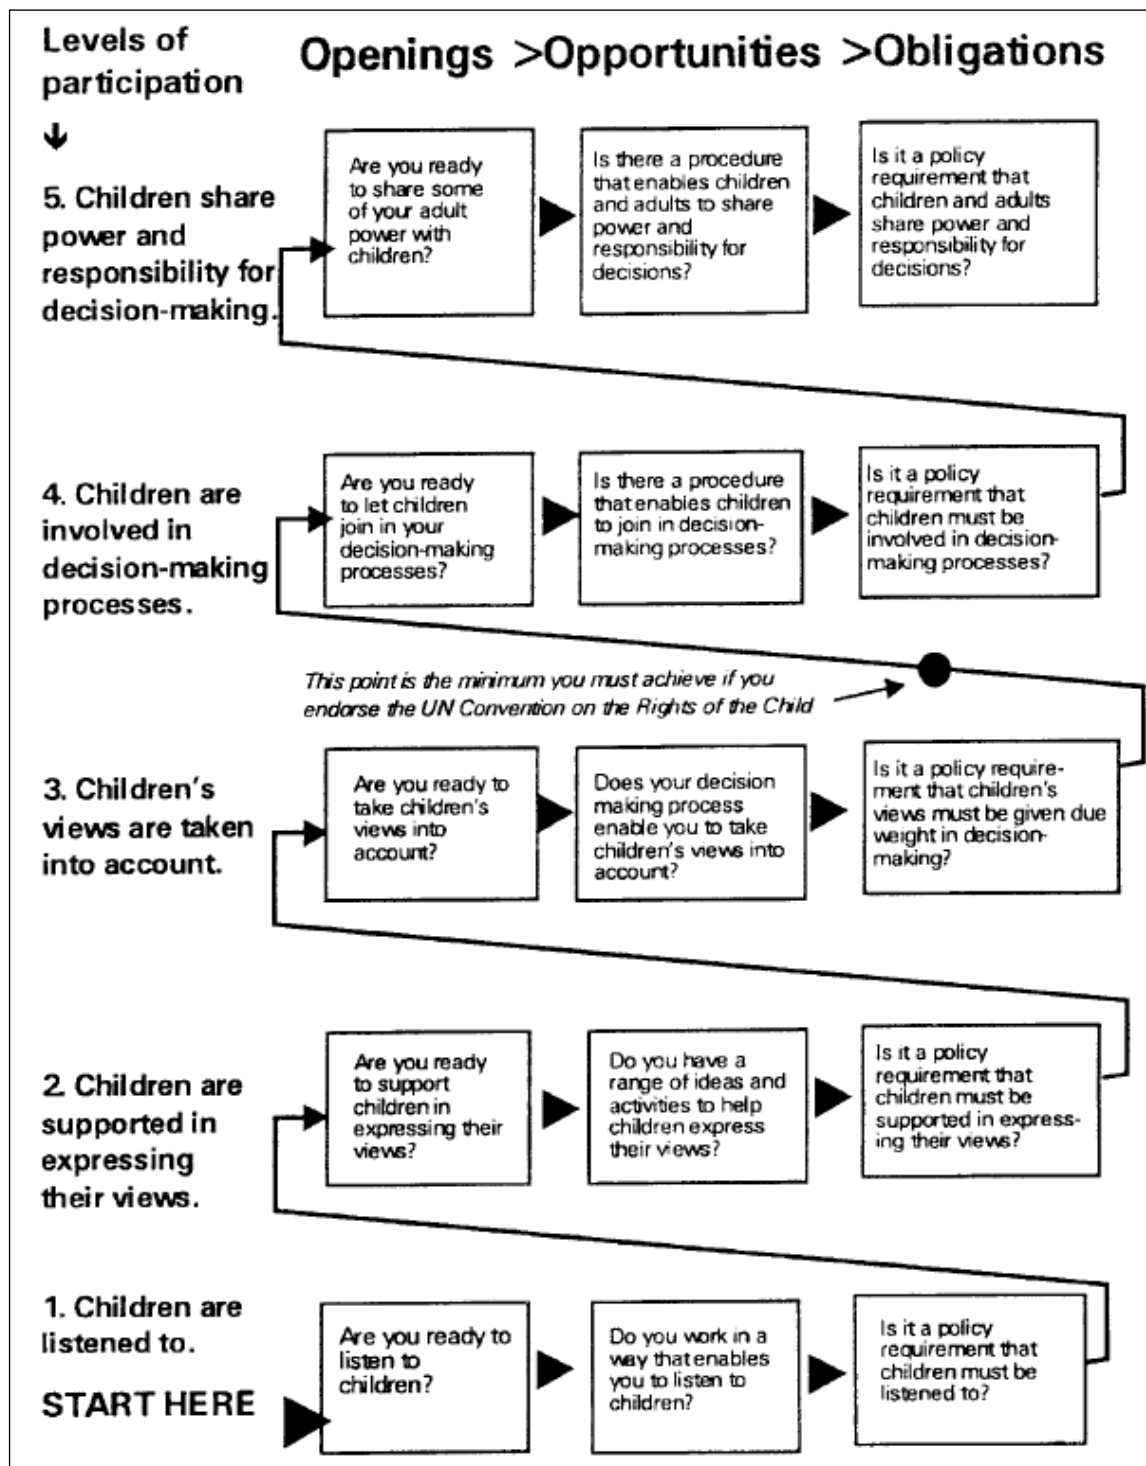 Levels of
participation
Openings >Opportunities >Obligations
5. Children share
power and
responsibility for
decision-making.
Are you ready
to share some
of your adult
power with
children?
Is there a procedure
that enables children
and adults to share
power and
responsibility for
decisions?
Is it a policy
requirement that
children and adults
share power and
responsibility for
decisions?
4. Children are
involved in
decision-making
processes.
Are you ready
to let children
join in your
decision-making
processes?
Is there a procedure
that enables children
to join in decision-
making processes?
Is it a policy
requirement that
children must be
involved in decision-
making processes?
This point is the minimum you must achieve if you
endorse the UN Convention on the Rights of the Child
3. Children's
views are taken
into account.
Are you ready to
take children's
views into
account?
Does your decision
making process
enable you to take
children's views into
account?
Is it a policy require-
ment that children's
views must be given due
weight in decision-
making?
2. Children are
supported in
expressing
their views.
Are you ready
to support
children in
expressing their
views?
Do you have a
range of ideas and
activities to help
children express
their views?
Is it a policy
requirement that
children must be
supported in express-
ing their views?
1. Children are
listened to.
START HERE
Are you ready to
listen to
children?
Do you work in a
way that enables
you to listen to
children?
Is it a policy
requirement that
children must be
listened to?